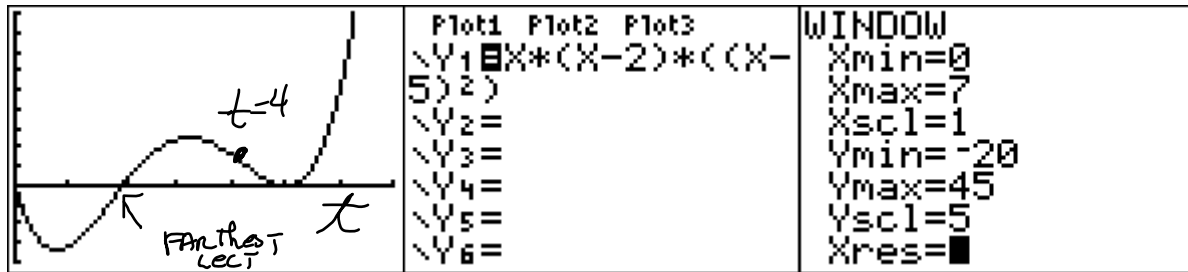 t=4
t
FARTHEST
LECT
Plot1 Plot2 Plot3
\Y1=X*(X-2)*((X-
5)²)
\Y2=
\Y3=
\Y4=
\Y5=
\Y6=
WINDOW
Xmin=0
Xmax=7
Xscl=1
Ymin=-20
Ymax=45
Yscl=5
Xres=